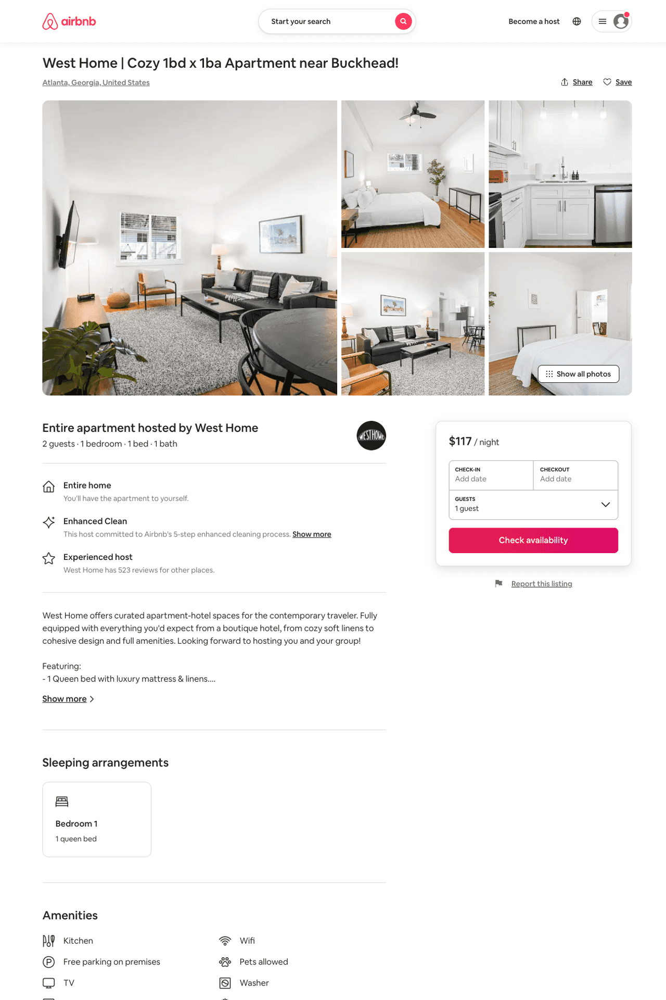 airbnb
Start your search
Become a host
West Home | Cozy 1bd x 1ba Apartment near Buckhead!
Atlanta, Georgia, United States
Share
Save
Show all photos
Entire apartment hosted by West Home
2 guests · 1 bedroom · 1 bed · 1 bath
WESTHOME
Entire home
You'll have the apartment to yourself.
Enhanced Clean
This host committed to Airbnb's 5-step enhanced cleaning process. Show more
Experienced host
West Home has 523 reviews for other places.
$117 / night
CHECK-IN
Add date
CHECKOUT
Add date
GUESTS
1 guest
Check availability
Report this listing
West Home offers curated apartment-hotel spaces for the contemporary traveler. Fully
equipped with everything you'd expect from a boutique hotel, from cozy soft linens to
cohesive design and full amenities. Looking forward to hosting you and your group!
Featuring:
- 1 Queen bed with luxury mattress & linens....
Show more
Sleeping arrangements
Bedroom 1
1 queen bed
Amenities
Kitchen
Wifi
Free parking on premises
Pets allowed
TV
Washer